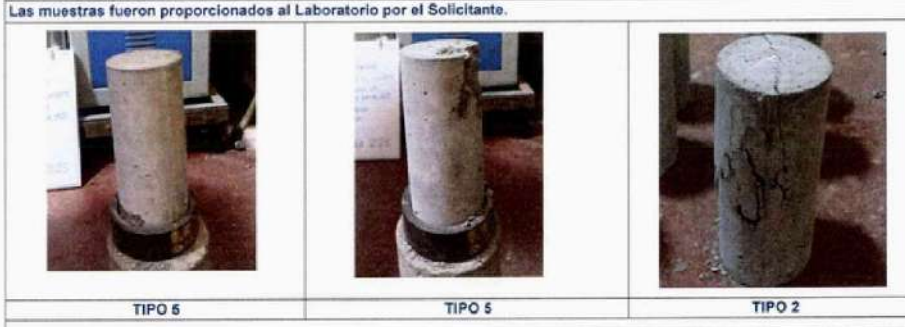 Las muestras fueron proporcionados al Laboratorio por el Solicitante.
TIPO 5
TIPO 5
TIPO 2